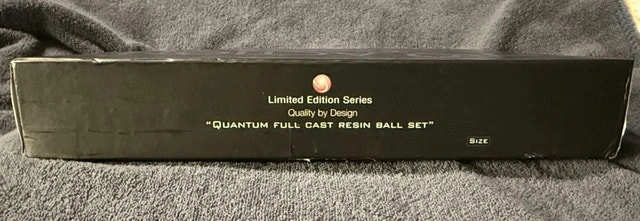 Limited Edition Series
Quality by Design
"Quantum full cast resin ball set"
Size